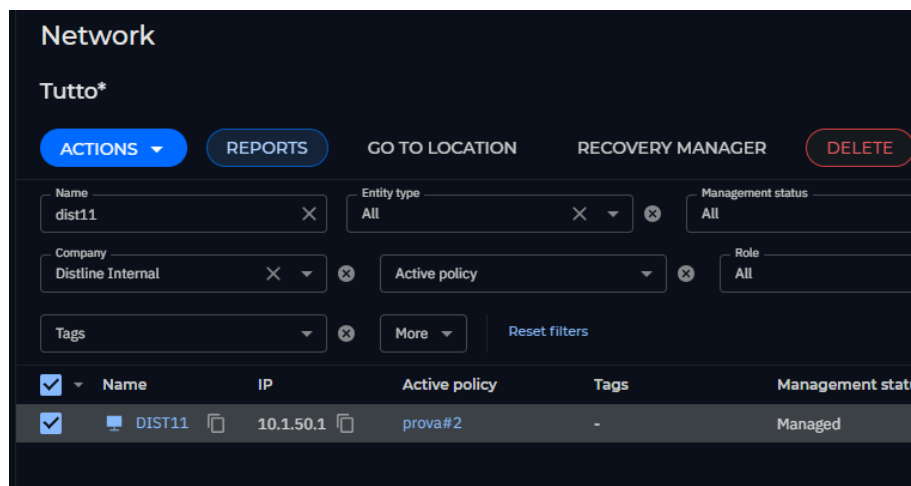 Network
Tutto*
ACTIONS REPORTS GO TO LOCATION RECOVERY MANAGER DELETE
Name Entity type Management status
dist11 All All
Company Role
Distline Internal Active policy All
Tags More Reset filters
Name IP Active policy Tags Management statu
DIST11 10.1.50.1 prova#2 - Managed